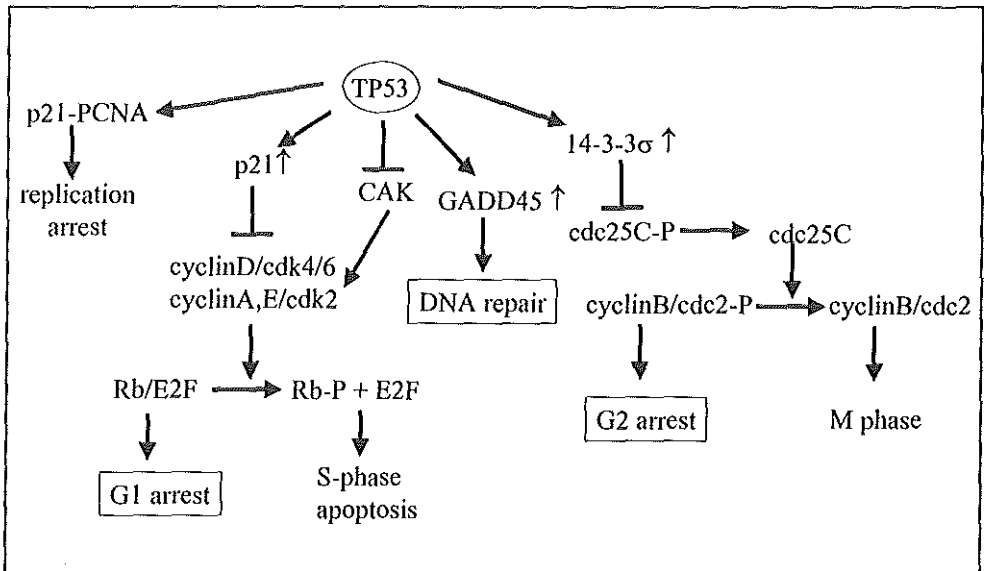 TP53
p21-PCNA
replication
arrest
p21↑
CAK
GADD45 ↑
14-3-3σ ↑
cdc25C-P
cdc25C
cyclinD/cdk4/6
cyclinA,E/cdk2
DNA repair
cyclinB/cdc2-P
cyclinB/cdc2
Rb/E2F
Rb-P + E2F
G1 arrest
S-phase
apoptosis
G2 arrest
M phase